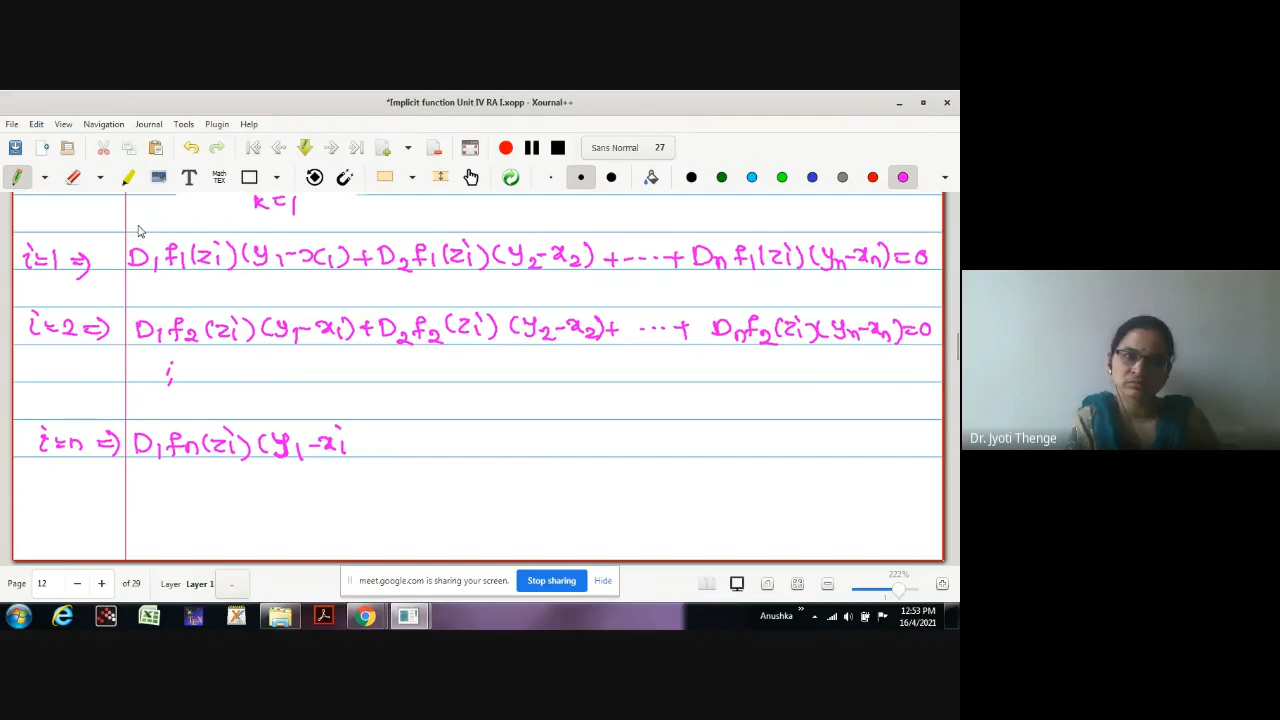 *Implicit function Unit IV RA I.xopp - Xournal++
File Edit View Navigation Journal Tools Plugin Help
Sans Normal 27
k=1
i=1 ⇒ D₁f₁(zi)(y₁-x₁)+D₂f₁(zi)(y₂-x₂)+---+Dₙf₁(zi)(yₙ-xₙ)=0
i=2 ⇒ D₁f₂(zi)(y₁-x₁)+D₂f₂(zi)(y₂-x₂)+ ---+ Dₙf₂(zi)(yₙ-xₙ)=0
⋮
i=n ⇒ D₁fₙ(zi)(y₁-x₁
Dr. Jyoti Thenge
Page 12 of 29 Layer Layer 1 222%
meet.google.com is sharing your screen. Stop sharing Hide
Anushka 12:53 PM
16/4/2021